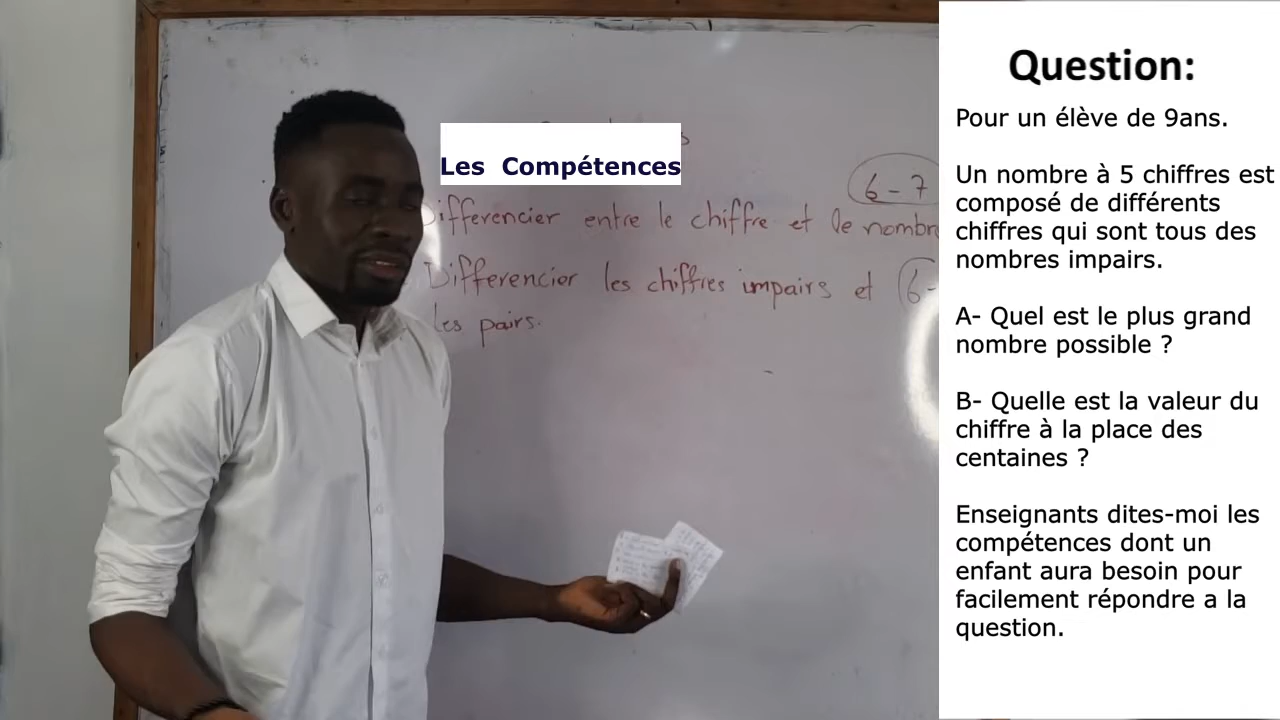 Les Compétences
6-7
Differencier entre le chiffre et le nombre
Differencier les chiffres impairs et (6-
les pairs.
Question:
Pour un élève de 9ans.
Un nombre à 5 chiffres est
composé de différents
chiffres qui sont tous des
nombres impairs.
A- Quel est le plus grand
nombre possible ?
B- Quelle est la valeur du
chiffre à la place des
centaines ?
Enseignants dites-moi les
compétences dont un
enfant aura besoin pour
facilement répondre a la
question.